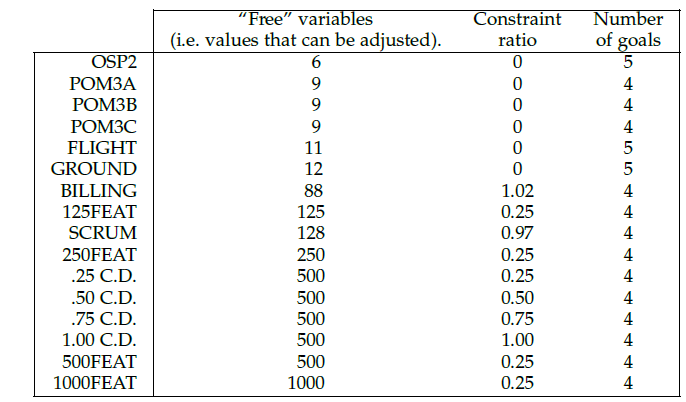 “Free” variables Constraint Number
(i.e. values that can be adjusted). ratio of goals
OSP2 6 0 5
POM3A 9 0 4
POM3B 9 0 4
POM3C 9 0 4
FLIGHT 11 0 5
GROUND 12 0 5
BILLING 88 1.02 4
125FEAT 125 0.25 4
SCRUM 128 0.97 4
250FEAT 250 0.25 4
.25 C.D. 500 0.25 4
.50 C.D. 500 0.50 4
.75 C.D. 500 0.75 4
1.00 C.D. 500 1.00 4
500FEAT 500 0.25 4
1000FEAT 1000 0.25 4